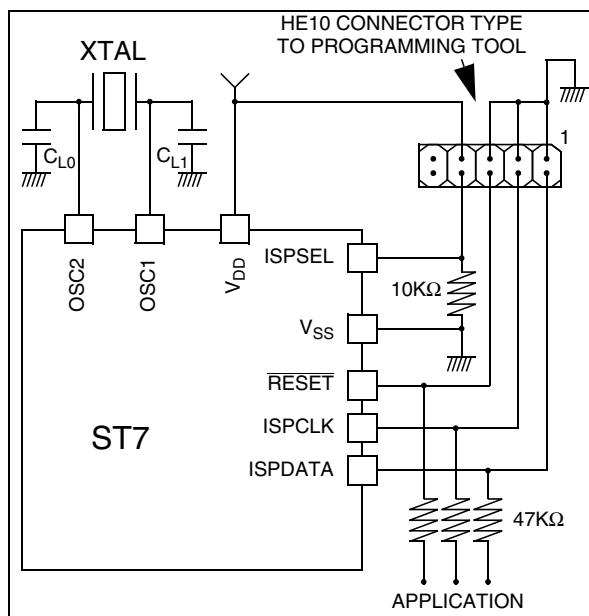 HE10 CONNECTOR TYPE
TO PROGRAMMING TOOL
XTAL
1
CL0
CL1
OSC2
OSC1
VDD
ISPSEL
10KΩ
VSS
RESET
ISPCLK
ST7
ISPDATA
47KΩ
APPLICATION